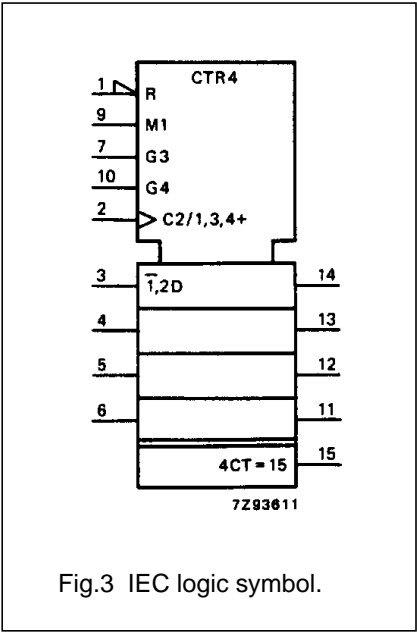 CTR4
1 R
9 M1
7 G3
10 G4
2 C2/1,3,4+
3 1̅,2D 14
4 13
5 12
6 11
4CT=15 15
7Z93611
Fig.3 IEC logic symbol.